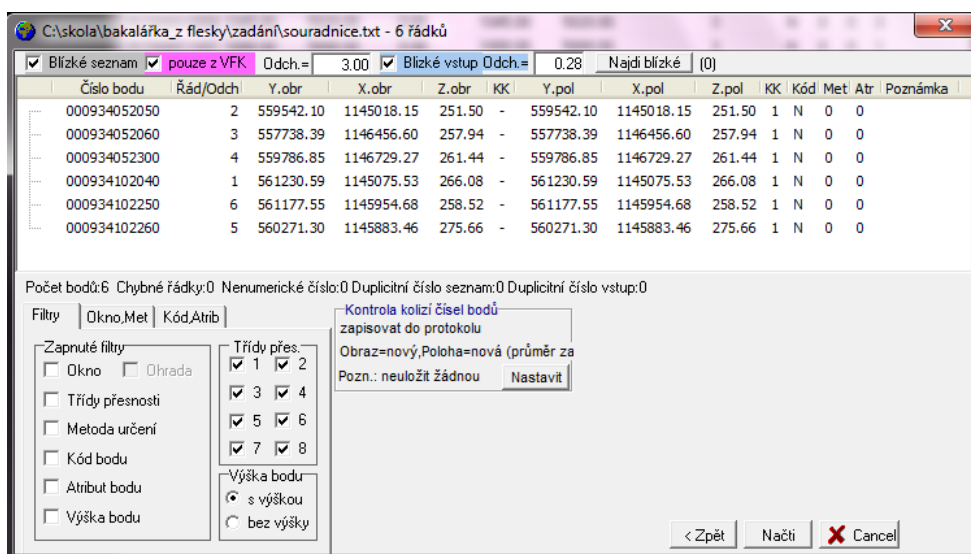 C:\skola\bakalářka_z flesky\zadání\souradnice.txt - 6 řádků
Blízké seznam pouze z VFK Odch.= 3.00 Blízké vstup Odch.= 0.28 Najdi blízké (0)
Číslo bodu Řád/Odch Y.obr X.obr Z.obr KK Y.pol X.pol Z.pol KK Kód Met Atr Poznámka
000934052050 2 559542.10 1145018.15 251.50 - 559542.10 1145018.15 251.50 1 N 0 0
000934052060 3 557738.39 1146456.60 257.94 - 557738.39 1146456.60 257.94 1 N 0 0
000934052300 4 559786.85 1146729.27 261.44 - 559786.85 1146729.27 261.44 1 N 0 0
000934102040 1 561230.59 1145075.53 266.08 - 561230.59 1145075.53 266.08 1 N 0 0
000934102250 6 561177.55 1145954.68 258.52 - 561177.55 1145954.68 258.52 1 N 0 0
000934102260 5 560271.30 1145883.46 275.66 - 560271.30 1145883.46 275.66 1 N 0 0
Počet bodů:6 Chybné řádky:0 Nenumerické číslo:0 Duplicitní číslo seznam:0 Duplicitní číslo vstup:0
Filtry Okno,Met Kód,Atrib
Zapnuté filtry
Okno Ohrada
Třídy přesnosti
Metoda určení
Kód bodu
Atribut bodu
Výška bodu
Třídy přes.
1 2
3 4
5 6
7 8
Výška bodu
s výškou
bez výšky
Kontrola kolizí čísel bodů
zapisovat do protokolu
Obraz=nový,Poloha=nová (průměr za
Pozn.: neuložit žádnou Nastavit
< Zpět Načti Cancel